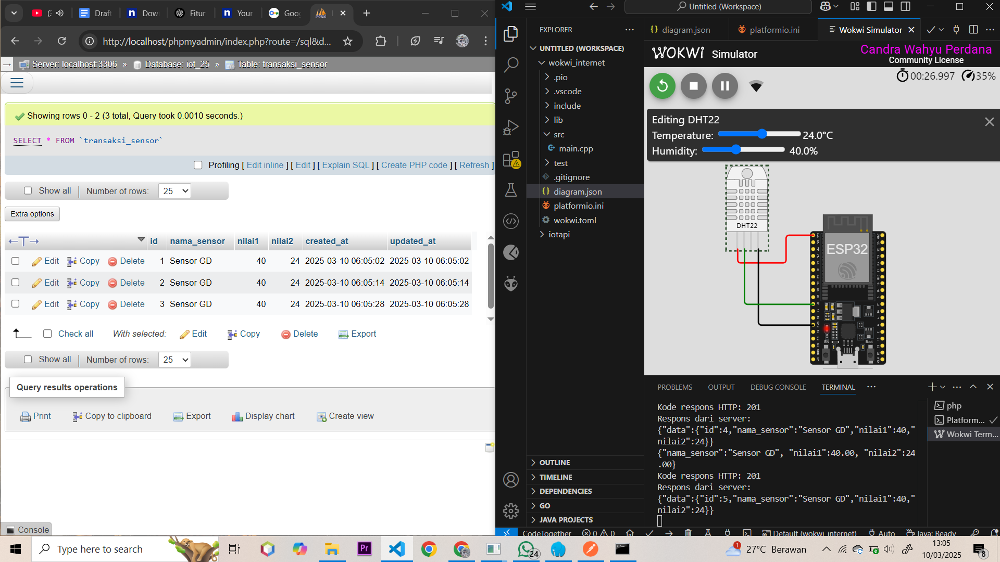 Draft
Dow
Fitur
Your
Goo
http://localhost/phpmyadmin/index.php?route=/sql&d...
Server: localhost:3306 » Database: iot_25 » Table: transaksi_sensor
Showing rows 0 - 2 (3 total, Query took 0.0010 seconds.)
SELECT * FROM `transaksi_sensor`
Profiling [ Edit inline ] [ Edit ] [ Explain SQL ] [ Create PHP code ] [ Refresh ]
Show all
Number of rows: 25
Extra options
id nama_sensor nilai1 nilai2 created_at updated_at
Edit Copy Delete 1 Sensor GD 40 24 2025-03-10 06:05:02 2025-03-10 06:05:02
Edit Copy Delete 2 Sensor GD 40 24 2025-03-10 06:05:14 2025-03-10 06:05:14
Edit Copy Delete 3 Sensor GD 40 24 2025-03-10 06:05:28 2025-03-10 06:05:28
Check all With selected: Edit Copy Delete Export
Show all
Number of rows: 25
Query results operations
Print Copy to clipboard Export Display chart Create view
Console
Untitled (Workspace)
EXPLORER
UNTITLED (WORKSPACE)
wokwi_internet
.pio
.vscode
include
lib
src
main.cpp
test
.gitignore
diagram.json
platformio.ini
wokwi.toml
iotapi
OUTLINE
TIMELINE
DEPENDENCIES
GO
JAVA PROJECTS
diagram.json
platformio.ini
Wokwi Simulator
WOKWI Simulator
Candra Wahyu Perdana
Community License
00:26.997 35%
Editing DHT22
Temperature: 24.0°C
Humidity: 40.0%
DHT22
ESP32
EN
Boot
PROBLEMS OUTPUT DEBUG CONSOLE TERMINAL
Kode respons HTTP: 201
Respons dari server:
{"data":{"id":4,"nama_sensor":"Sensor GD","nilai1":40,"
nilai2":24}}
{"nama_sensor":"Sensor GD", "nilai1":40.00, "nilai2":24
.00}
Kode respons HTTP: 201
Respons dari server:
{"data":{"id":5,"nama_sensor":"Sensor GD","nilai1":40,"
nilai2":24}}
php
Platform...
Wokwi Term...
CodeTogether 0 0 Default (wokwi_internet) Auto Java: Ready
Type here to search
24
1
27°C Berawan
13:05
10/03/2025
8